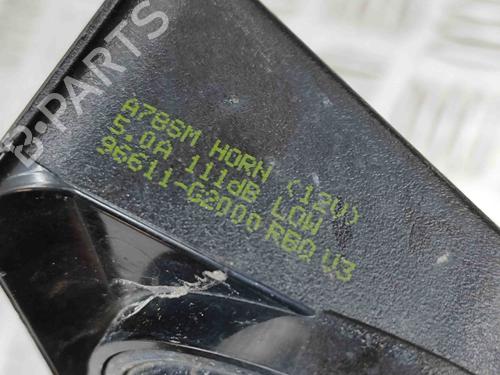 B-PARTS
A78SM HORN (12V)
5.0A 111dB LOW
96611-G2000 RBQ V3